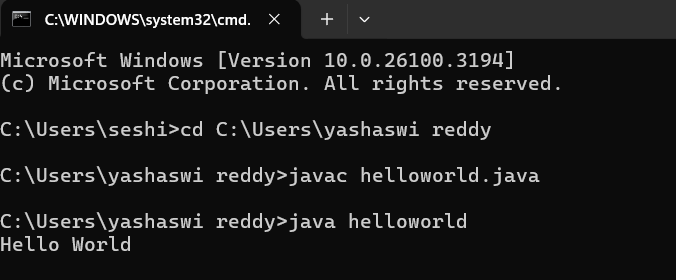 C:\WINDOWS\system32\cmd.
Microsoft Windows [Version 10.0.26100.3194]
(c) Microsoft Corporation. All rights reserved.
C:\Users\seshi>cd C:\Users\yashaswi reddy
C:\Users\yashaswi reddy>javac helloworld.java
C:\Users\yashaswi reddy>java helloworld
Hello World